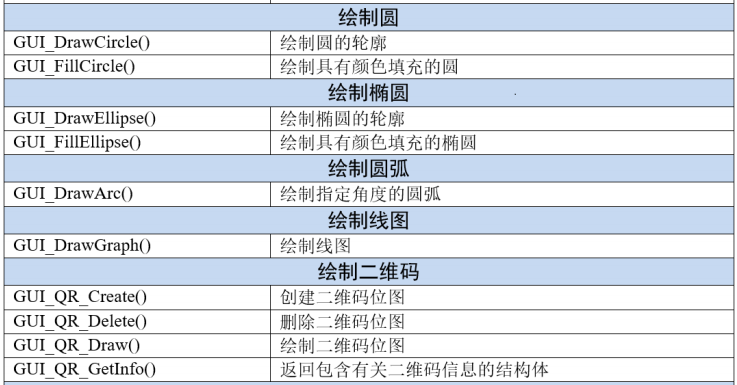 绘制圆
GUI_DrawCircle() 绘制圆的轮廓
GUI_FillCircle() 绘制具有颜色填充的圆
绘制椭圆
GUI_DrawEllipse() 绘制椭圆的轮廓
GUI_FillEllipse() 绘制具有颜色填充的椭圆
绘制圆弧
GUI_DrawArc() 绘制指定角度的圆弧
绘制线图
GUI_DrawGraph() 绘制线图
绘制二维码
GUI_QR_Create() 创建二维码位图
GUI_QR_Delete() 删除二维码位图
GUI_QR_Draw() 绘制二维码位图
GUI_QR_GetInfo() 返回包含有关二维码信息的结构体